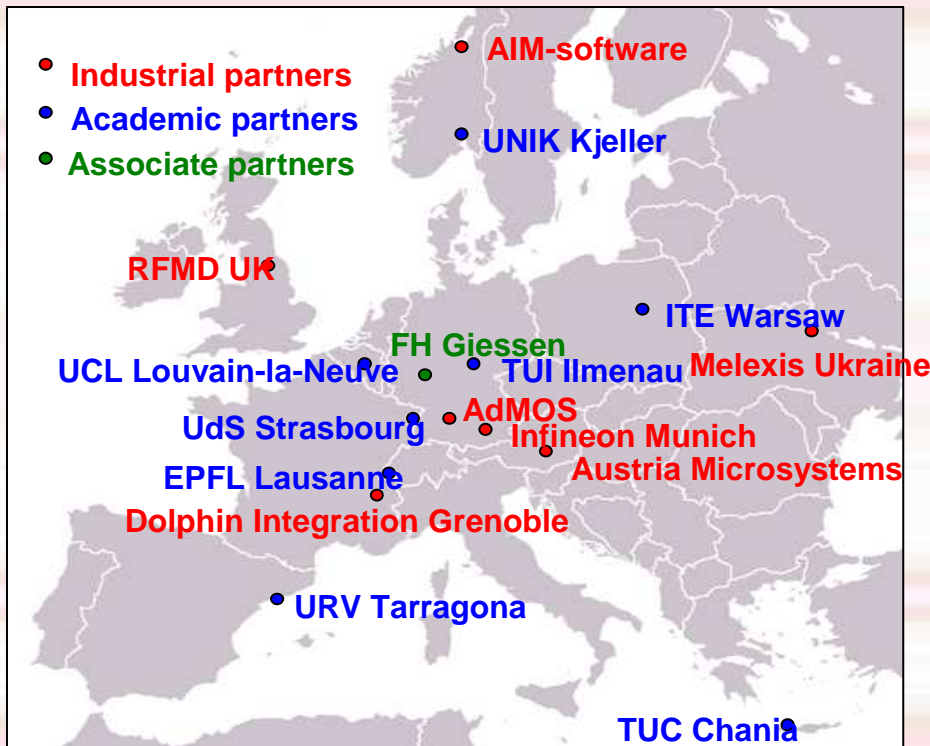 AIM-software
Industrial partners
Academic partners
UNIK Kjeller
Associate partners
RFMD UK
ITE Warsaw
FH Giessen
Melexis Ukraine
UCL Louvain-la-Neuve
TUI Ilmenau
AdMOS
UdS Strasbourg
Infineon Munich
Austria Microsystems
EPFL Lausanne
Dolphin Integration Grenoble
URV Tarragona
TUC Chania